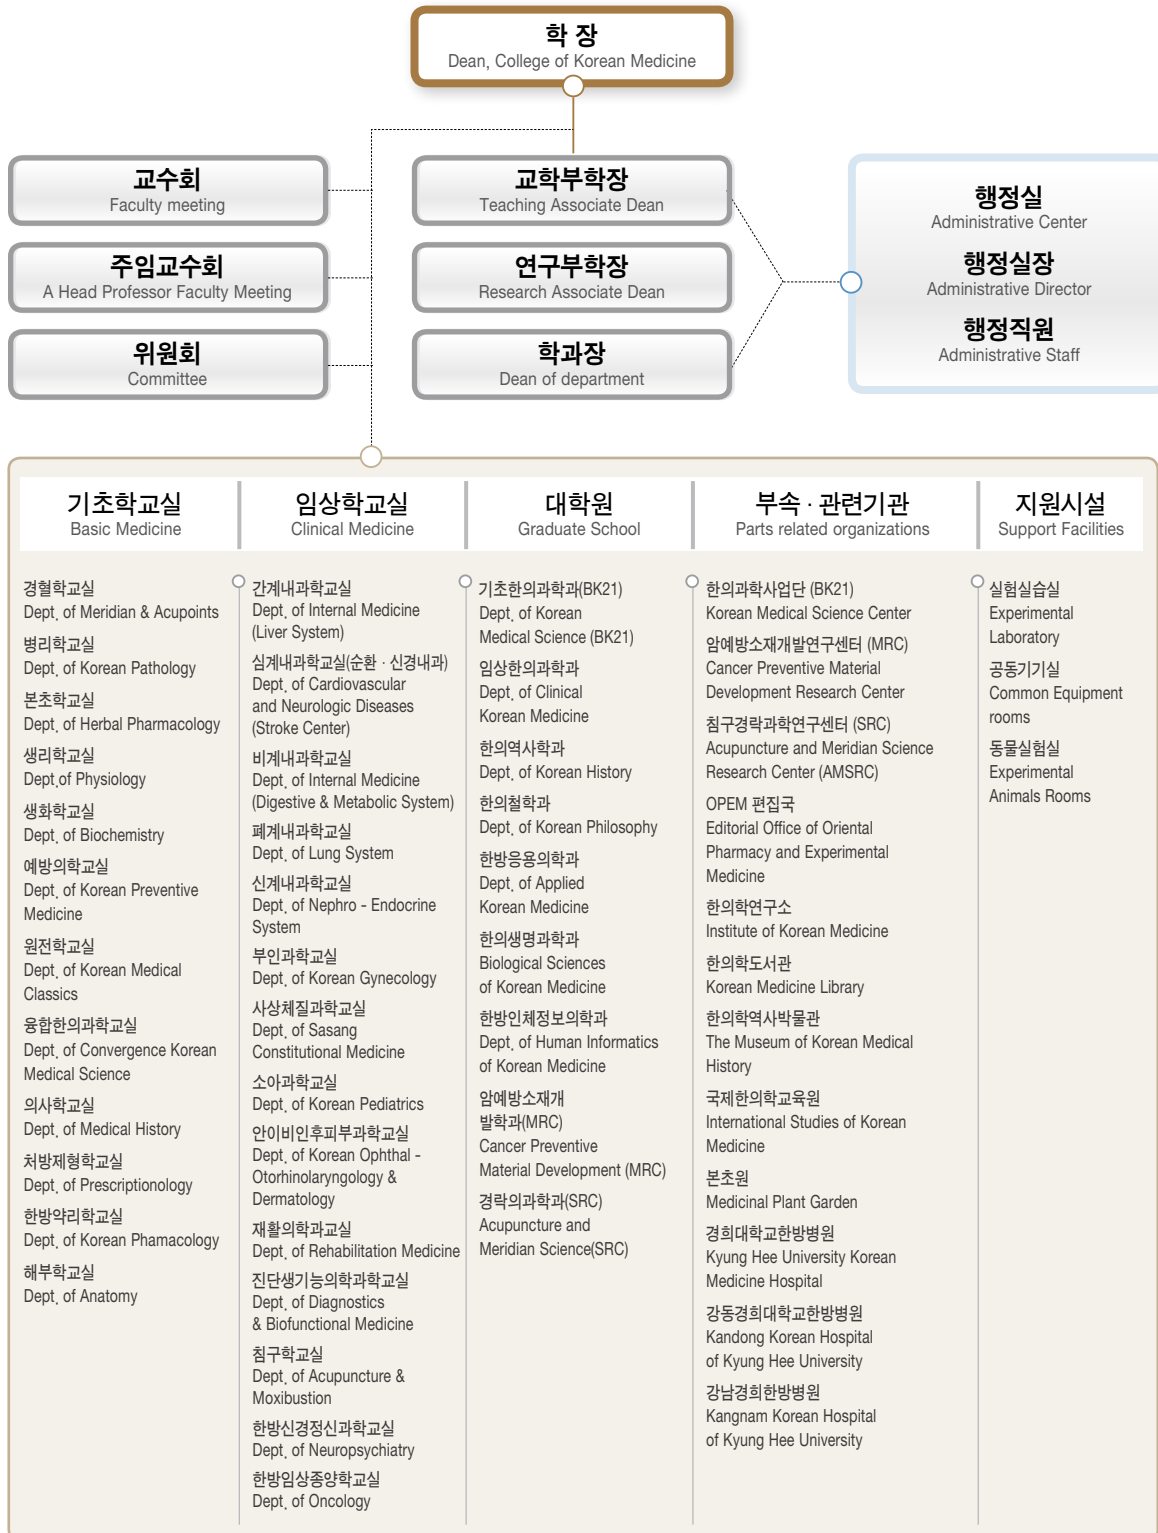 학 장
Dean, College of Korean Medicine
교수회
Faculty meeting
주임교수회
A Head Professor Faculty Meeting
위원회
Committee
교학부학장
Teaching Associate Dean
연구부학장
Research Associate Dean
학과장
Dean of department
행정실
Administrative Center
행정실장
Administrative Director
행정직원
Administrative Staff
기초학교실
Basic Medicine
경혈학교실
Dept. of Meridian & Acupoints
병리학교실
Dept. of Korean Pathology
본초학교실
Dept. of Herbal Pharmacology
생리학교실
Dept.of Physiology
생화학교실
Dept. of Biochemistry
예방의학교실
Dept. of Korean Preventive
Medicine
원전학교실
Dept. of Korean Medical
Classics
융합한의과학교실
Dept. of Convergence Korean
Medical Science
의사학교실
Dept. of Medical History
처방제형학교실
Dept. of Prescriptionology
한방약리학교실
Dept. of Korean Phamacology
해부학교실
Dept. of Anatomy
임상학교실
Clinical Medicine
간계내과학교실
Dept. of Internal Medicine
(Liver System)
심계내과학교실(순환 · 신경내과)
Dept. of Cardiovascular
and Neurologic Diseases
(Stroke Center)
비계내과학교실
Dept. of Internal Medicine
(Digestive & Metabolic System)
폐계내과학교실
Dept. of Lung System
신계내과학교실
Dept. of Nephro - Endocrine
System
부인과학교실
Dept. of Korean Gynecology
사상체질과학교실
Dept. of Sasang
Constitutional Medicine
소아과학교실
Dept. of Korean Pediatrics
안이비인후피부과학교실
Dept. of Korean Ophthal -
Otorhinolaryngology &
Dermatology
재활의학과교실
Dept. of Rehabilitation Medicine
진단생기능의학과학교실
Dept. of Diagnostics
& Biofunctional Medicine
침구학교실
Dept. of Acupuncture &
Moxibustion
한방신경정신과학교실
Dept. of Neuropsychiatry
한방임상종양학교실
Dept. of Oncology
대학원
Graduate School
기초한의과학과(BK21)
Dept. of Korean
Medical Science (BK21)
임상한의과학과
Dept. of Clinical
Korean Medicine
한의역사학과
Dept. of Korean History
한의철학과
Dept. of Korean Philosophy
한방응용의학과
Dept. of Applied
Korean Medicine
한의생명과학과
Biological Sciences
of Korean Medicine
한방인체정보의학과
Dept. of Human Informatics
of Korean Medicine
암예방소재개
발학과(MRC)
Cancer Preventive
Material Development (MRC)
경락의과학과(SRC)
Acupuncture and
Meridian Science(SRC)
부속 · 관련기관
Parts related organizations
한의과학사업단 (BK21)
Korean Medical Science Center
암예방소재개발연구센터 (MRC)
Cancer Preventive Material
Development Research Center
침구경락과학연구센터 (SRC)
Acupuncture and Meridian Science
Research Center (AMSRC)
OPEM 편집국
Editorial Office of Oriental
Pharmacy and Experimental
Medicine
한의학연구소
Institute of Korean Medicine
한의학도서관
Korean Medicine Library
한의학역사박물관
The Museum of Korean Medical
History
국제한의학교육원
International Studies of Korean
Medicine
본초원
Medicinal Plant Garden
경희대학교한방병원
Kyung Hee University Korean
Medicine Hospital
강동경희대학교한방병원
Kandong Korean Hospital
of Kyung Hee University
강남경희한방병원
Kangnam Korean Hospital
of Kyung Hee University
지원시설
Support Facilities
실험실습실
Experimental
Laboratory
공동기기실
Common Equipment
rooms
동물실험실
Experimental
Animals Rooms